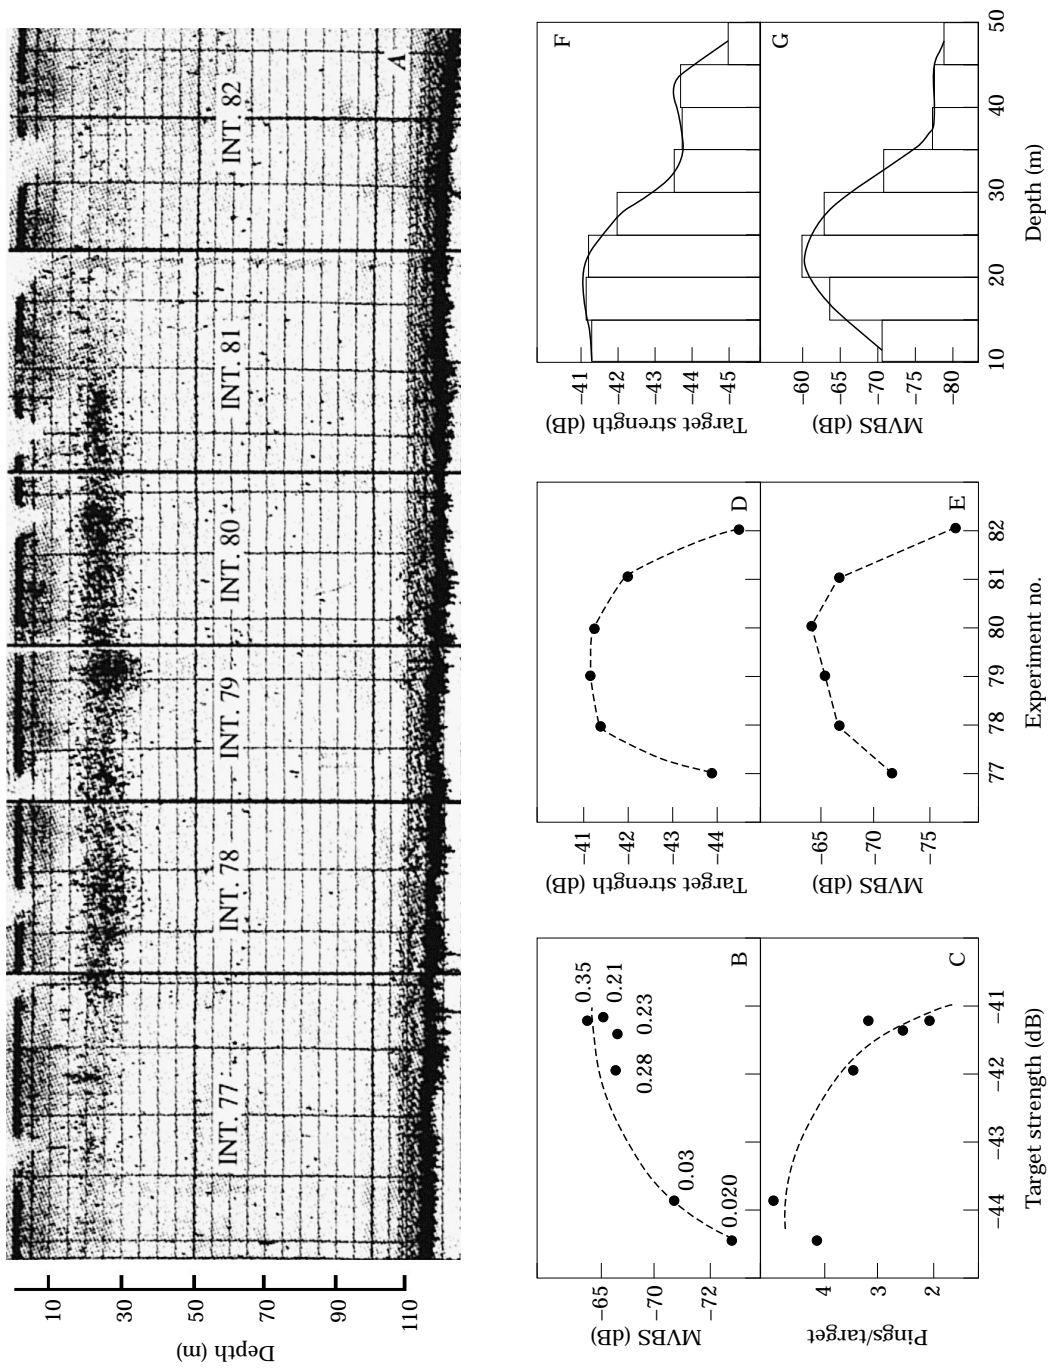 A
INT. 77
INT. 78
INT. 79
INT. 80
INT. 81
INT. 82
Depth (m)
10
30
50
70
90
110
B
0.35
0.21
0.23
0.28
0.03
0.020
MVBS (dB)
−65
−70
−72
C
Pings/target
4
3
2
−44
−43
−42
−41
Target strength (dB)
D
Target strength (dB)
−41
−42
−43
−44
E
MVBS (dB)
−65
−70
−75
77
78
79
80
81
82
Experiment no.
F
Target strength (dB)
−41
−42
−43
−44
−45
G
MVBS (dB)
−60
−65
−70
−75
−80
10
20
30
40
50
Depth (m)